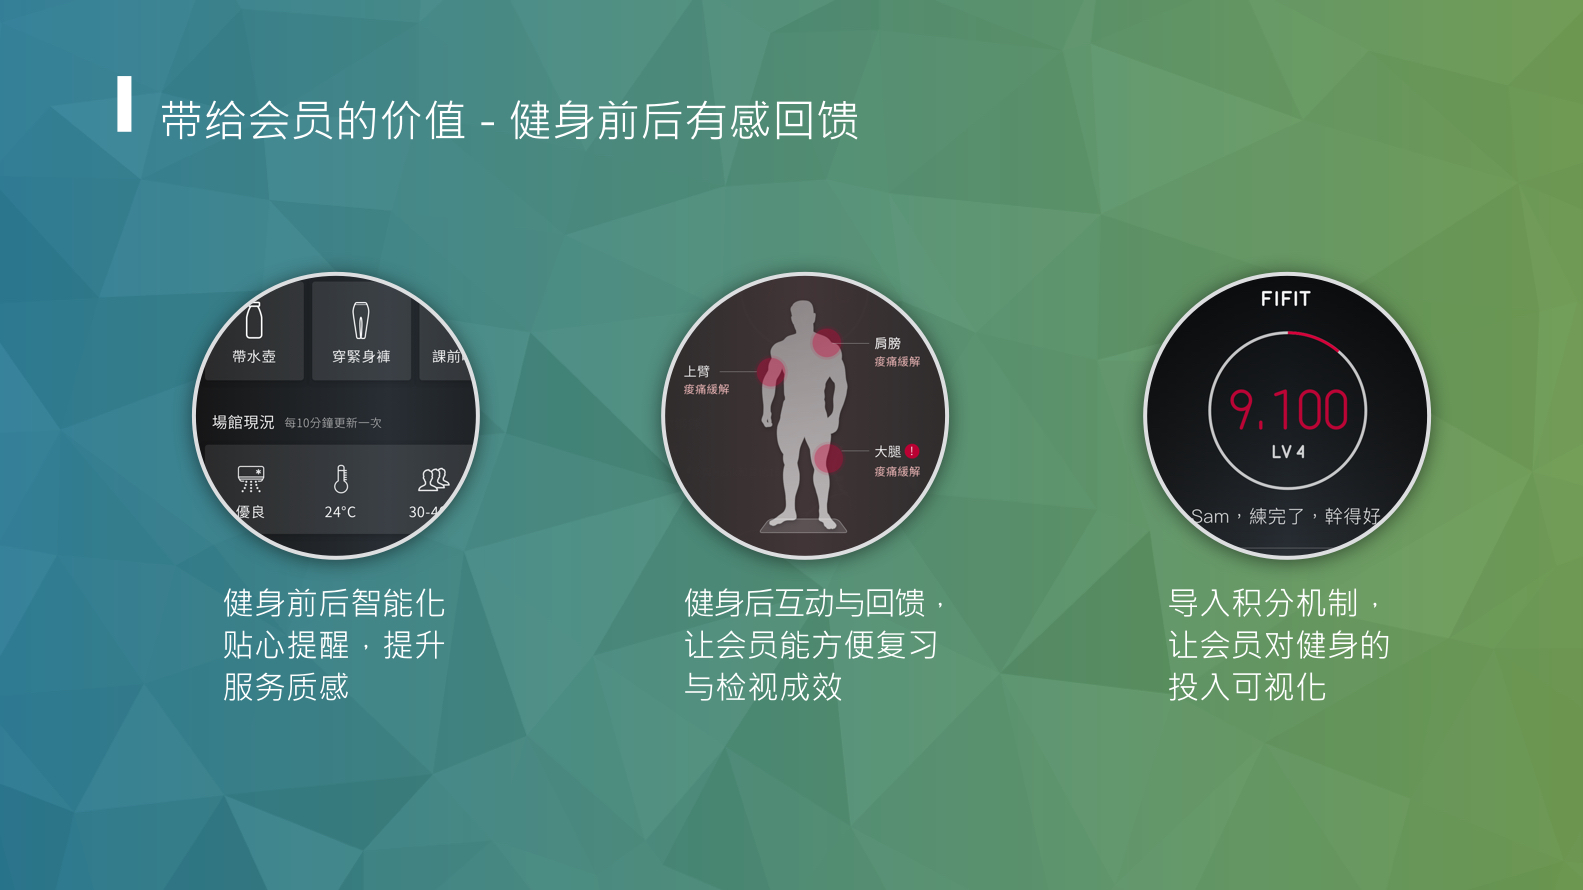 带给会员的价值 - 健身前后有感回馈
帶水壺
穿緊身褲
課前
場館現況 每10分鐘更新一次
優良
24°C
30-4
肩膀
痠痛緩解
上臂
痠痛緩解
大腿 !
痠痛緩解
FIFIT
9,100
LV 4
Sam，練完了，幹得好
健身前后智能化
贴心提醒，提升
服务质感
健身后互动与回馈，
让会员能方便复习
与检视成效
导入积分机制，
让会员对健身的
投入可视化